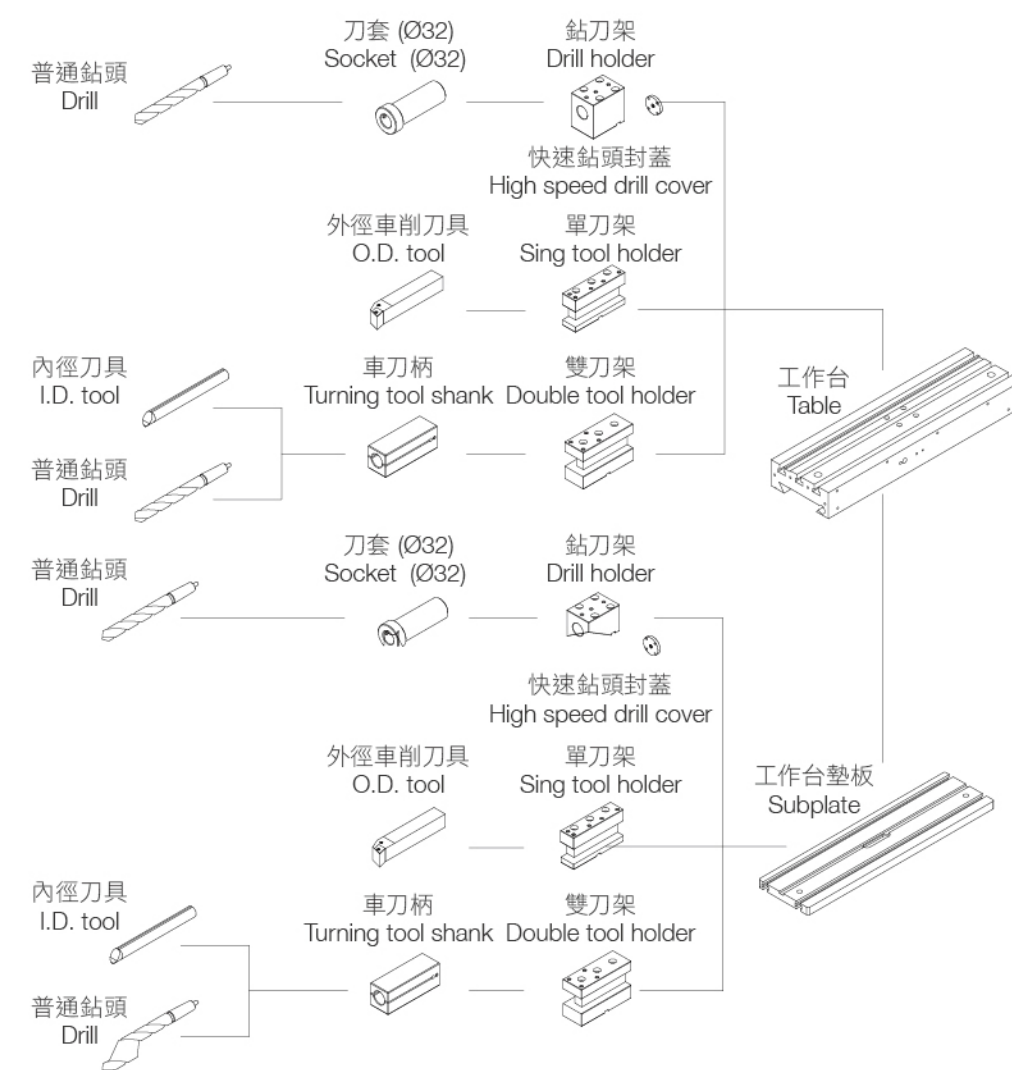 刀套 (Ø32)
Socket (Ø32)
鉆刀架
Drill holder
普通鉆頭
Drill
快速鉆頭封蓋
High speed drill cover
外徑車削刀具
O.D. tool
單刀架
Sing tool holder
內徑刀具
I.D. tool
車刀柄
Turning tool shank
雙刀架
Double tool holder
工作台
Table
普通鉆頭
Drill
刀套 (Ø32)
Socket (Ø32)
鉆刀架
Drill holder
普通鉆頭
Drill
快速鉆頭封蓋
High speed drill cover
外徑車削刀具
O.D. tool
單刀架
Sing tool holder
工作台墊板
Subplate
內徑刀具
I.D. tool
車刀柄
Turning tool shank
雙刀架
Double tool holder
普通鉆頭
Drill